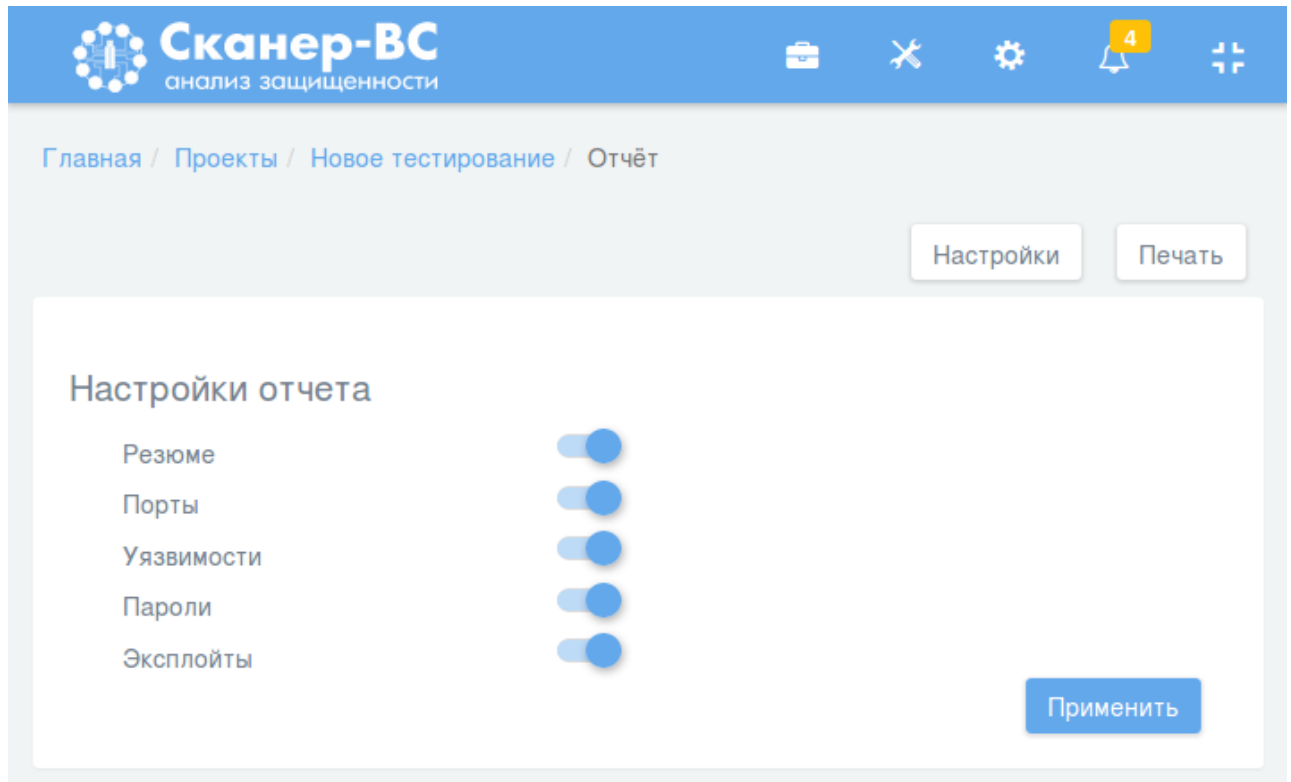 Сканер-ВС
анализ защищенности
4
Главная / Проекты / Новое тестирование / Отчёт
Настройки Печать
Настройки отчета
Резюме
Порты
Уязвимости
Пароли
Эксплойты
Применить